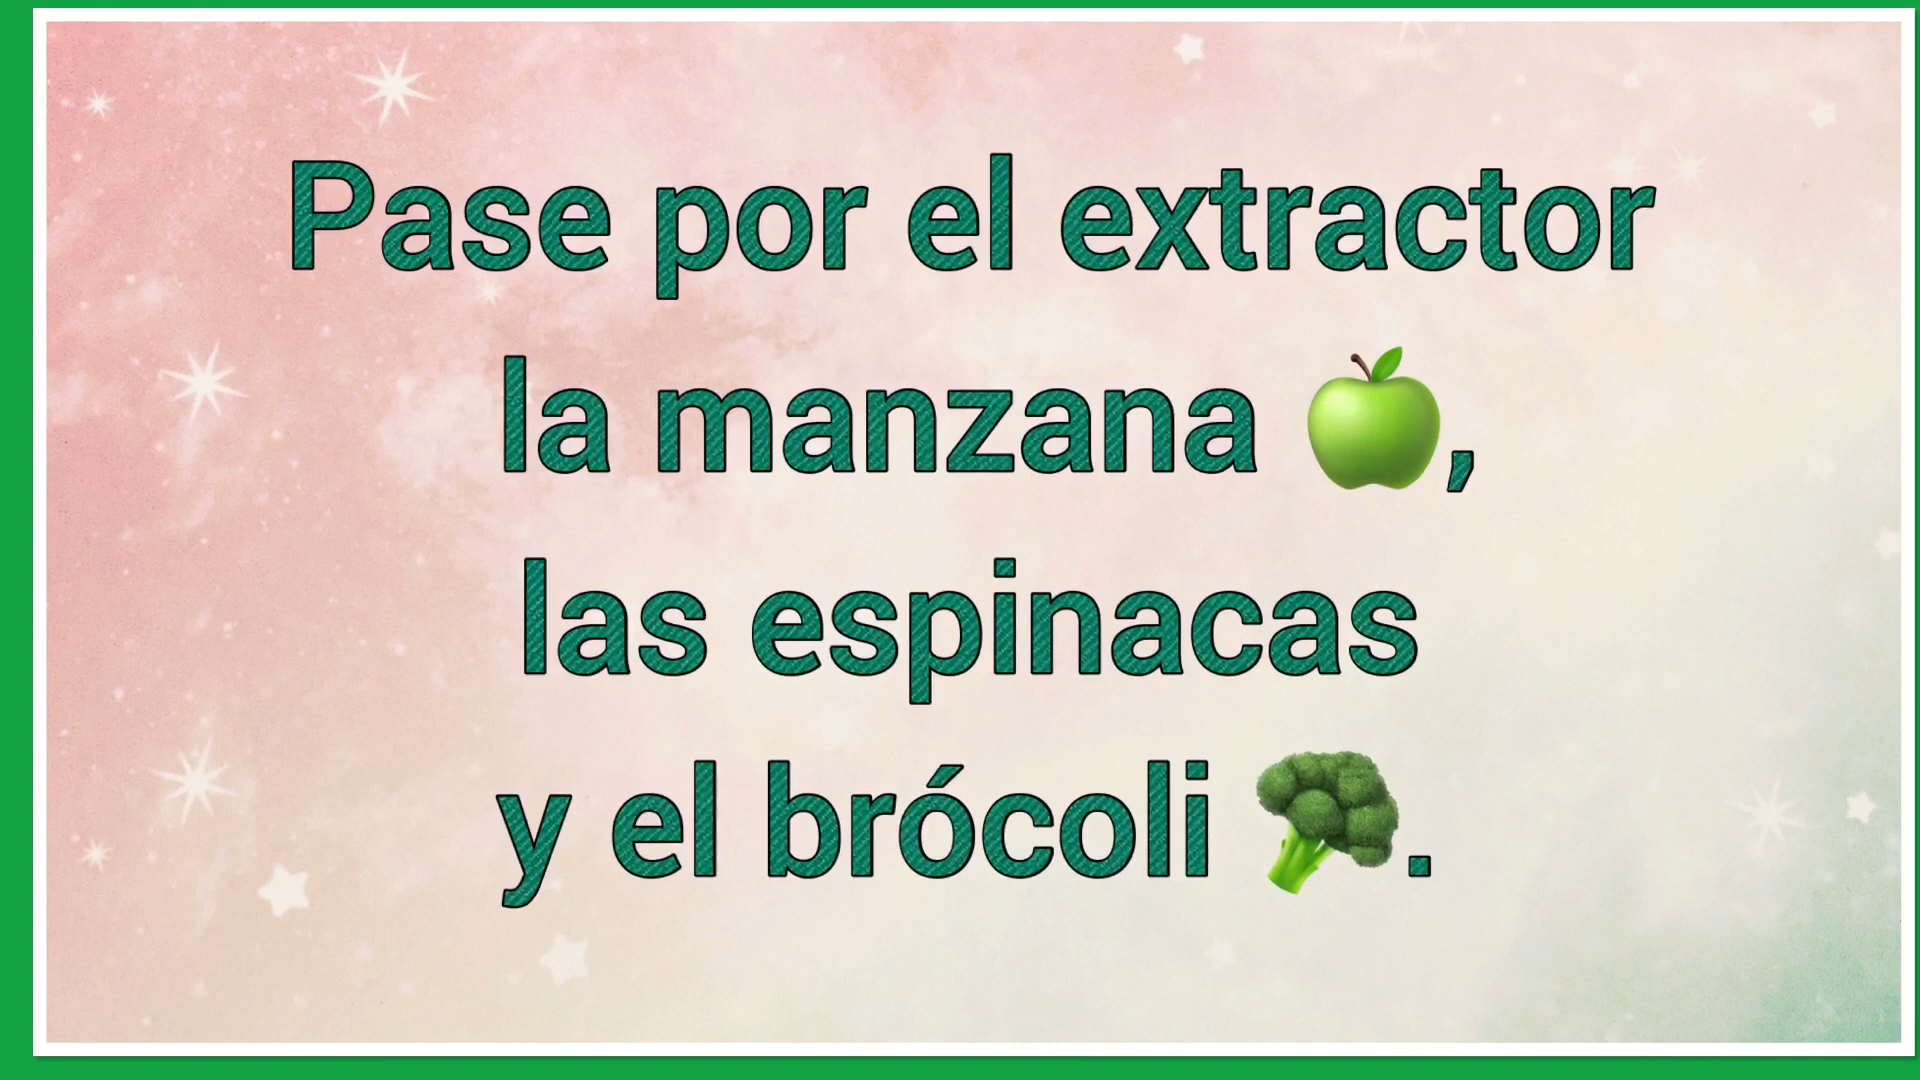 Pase por el extractor
la manzana 🍏,
las espinacas
y el brócoli 🥦.